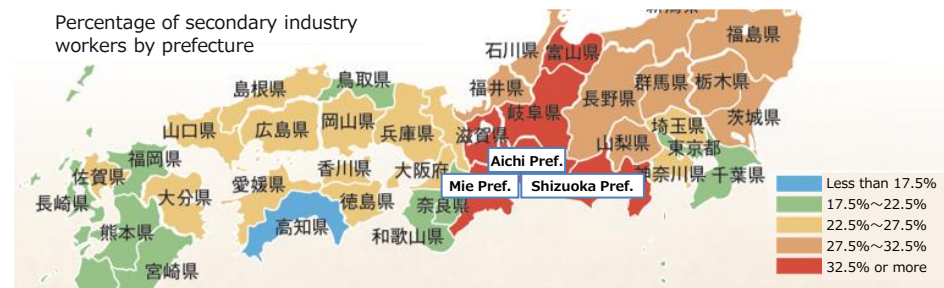 Percentage of secondary industry
workers by prefecture
石川県
富山県
福島県
鳥取県
島根県
福井県
岐阜県
長野県
群馬県
栃木県
山口県
広島県
岡山県
兵庫県
滋賀県
山梨県
埼玉県
茨城県
福岡県
佐賀県
香川県
大阪府
Aichi Pref.
東京都
長崎県
大分県
愛媛県
徳島県
奈良県
Mie Pref.
Shizuoka Pref.
神奈川県
千葉県
熊本県
高知県
和歌山県
宮崎県
Less than 17.5%
17.5%～22.5%
22.5%～27.5%
27.5%～32.5%
32.5% or more